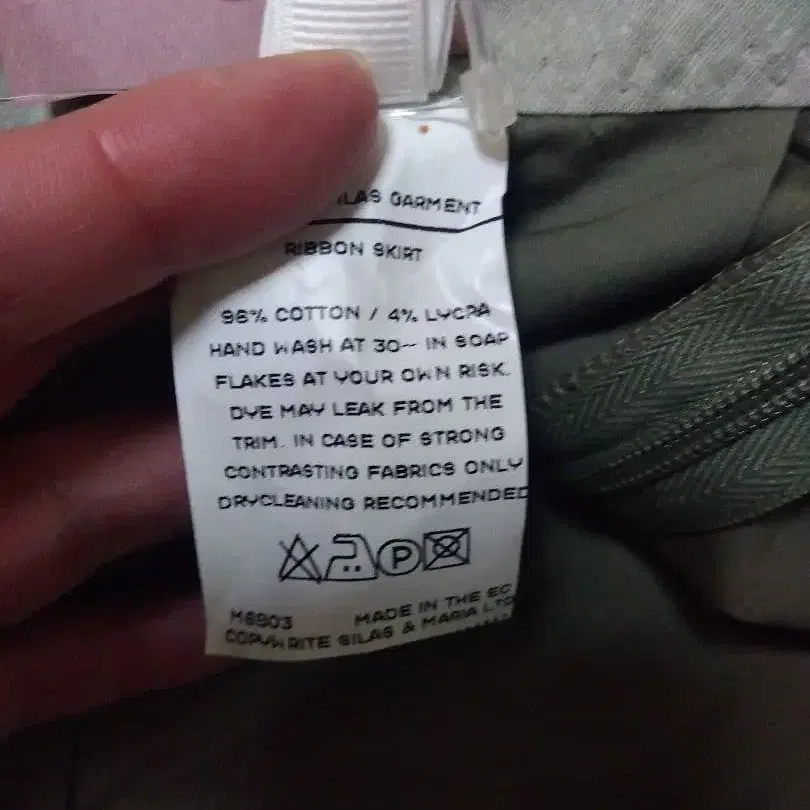 GARMENT
RIBBON SKIRT
96% COTTON / 4% LYCRA
HAND WASH AT 30~ IN SOAP
FLAKES AT YOUR OWN RISK.
DYE MAY LEAK FROM THE
TRIM. IN CASE OF STRONG
CONTRASTING FABRICS ONLY
DRYCLEANING RECOMMENDED
P
M6803 MADE IN THE EC
COPYWRITE SILAS & MARIA LTD